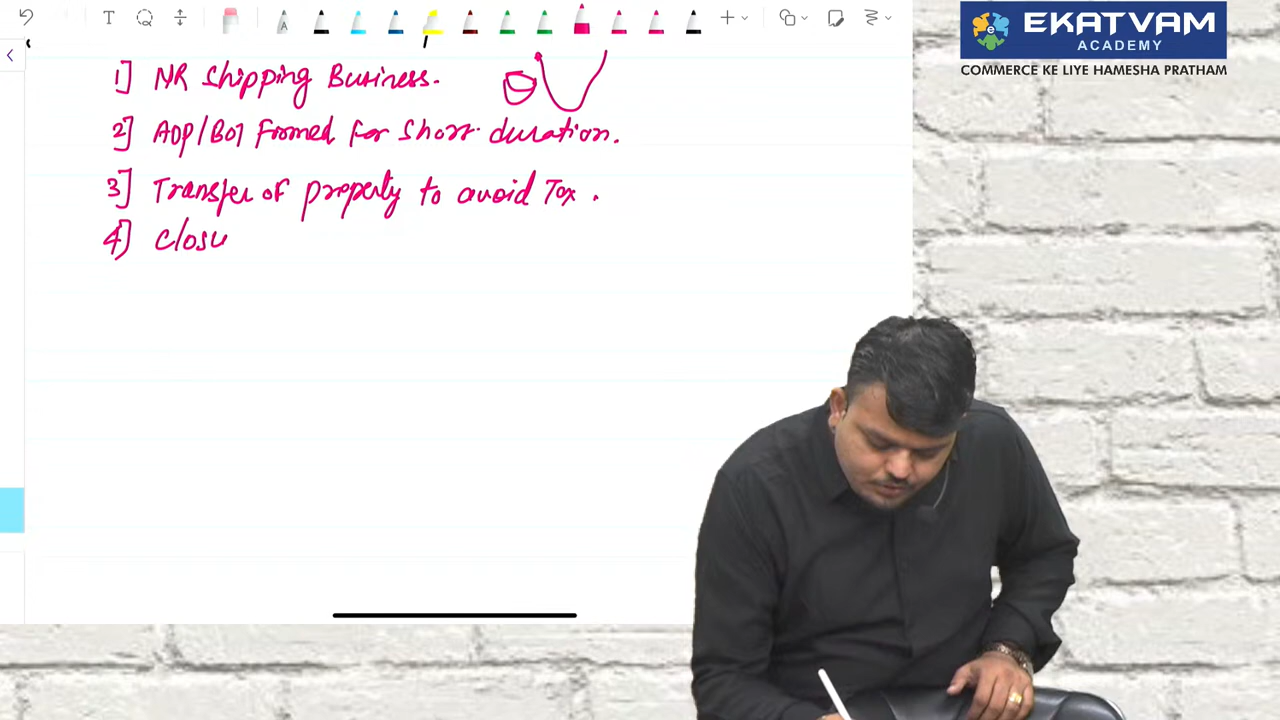 EKATVAM
ACADEMY
COMMERCE KE LIYE HAMESHA PRATHAM
1] NR Shipping Business.
2] AOP/BOI Formed for Short duration.
3] Transfer of property to avoid Tax.
4] Closu